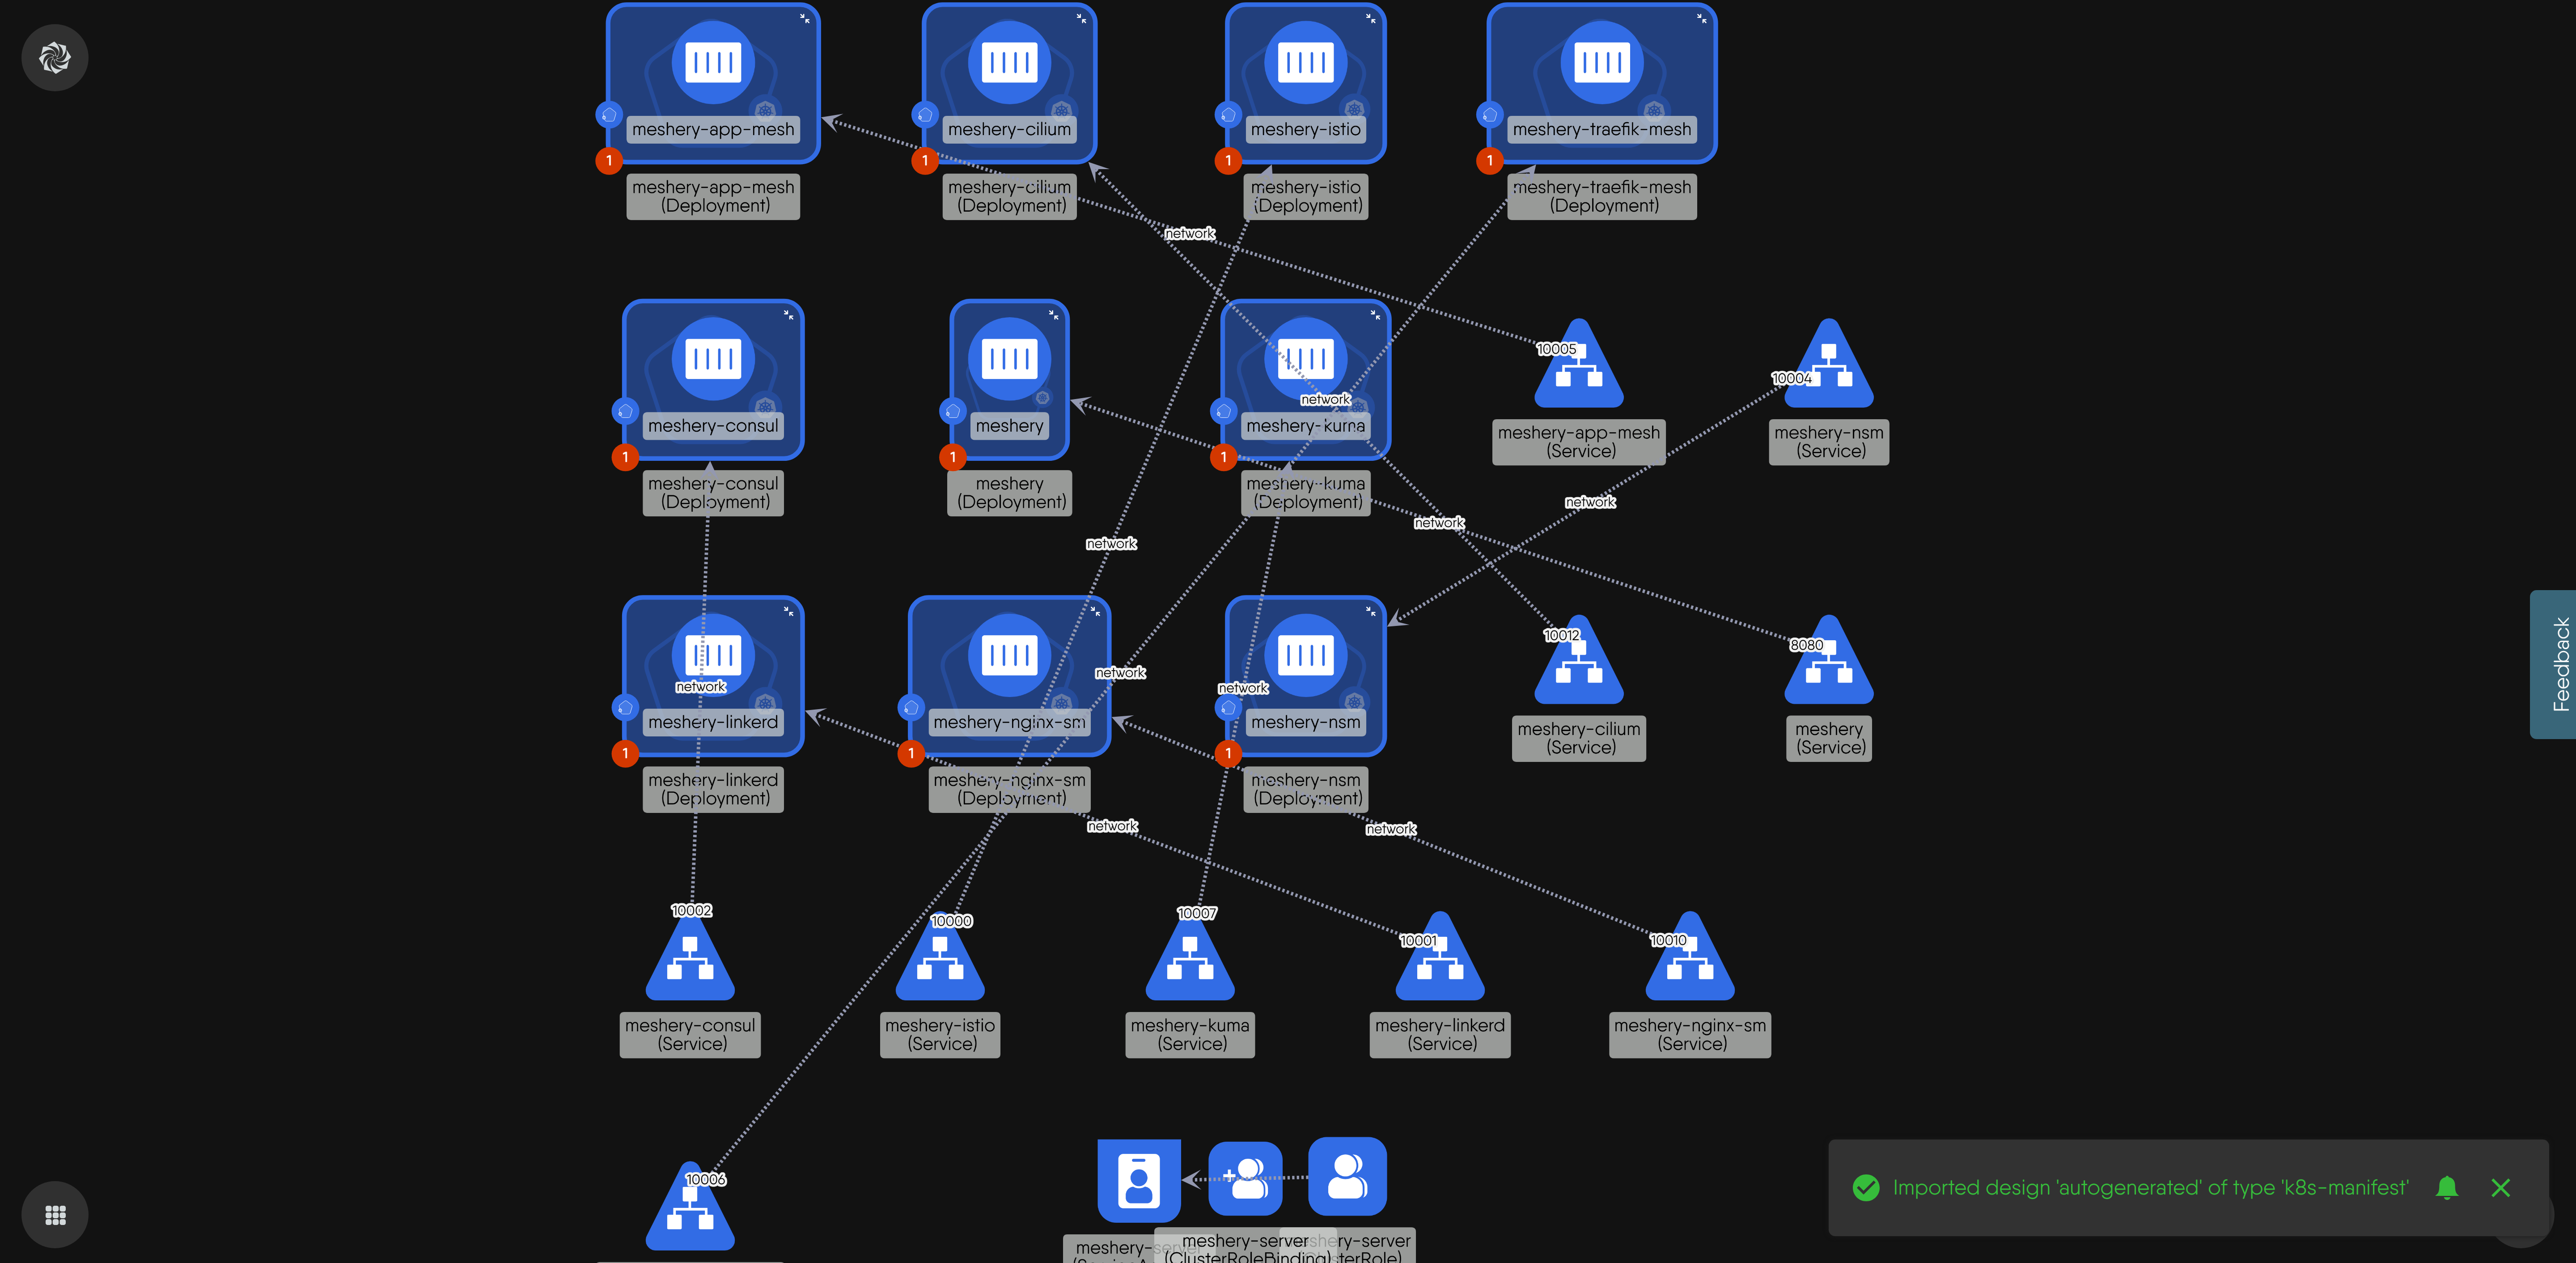 meshery-app-mesh
1
meshery-app-mesh
(Deployment)
meshery-cilium
1
meshery-cilium
(Deployment)
meshery-istio
1
meshery-istio
(Deployment)
meshery-traefik-mesh
1
meshery-traefik-mesh
(Deployment)
network
meshery-consul
1
meshery-consul
(Deployment)
meshery
1
meshery
(Deployment)
network
meshery-kuma
1
meshery-kuma
(Deployment)
10005
meshery-app-mesh
(Service)
10004
meshery-nsm
(Service)
network
network
network
network
meshery-linkerd
1
meshery-linkerd
(Deployment)
network
meshery-nginx-sm
1
meshery-nginx-sm
(Deployment)
network
meshery-nsm
1
meshery-nsm
(Deployment)
10012
meshery-cilium
(Service)
8080
meshery
(Service)
Feedback
network
network
10002
meshery-consul
(Service)
10000
meshery-istio
(Service)
10007
meshery-kuma
(Service)
10001
meshery-linkerd
(Service)
10010
meshery-nginx-sm
(Service)
10006
meshery-server
meshery-server
(ClusterRoleBinding)
Imported design 'autogenerated' of type 'k8s-manifest'